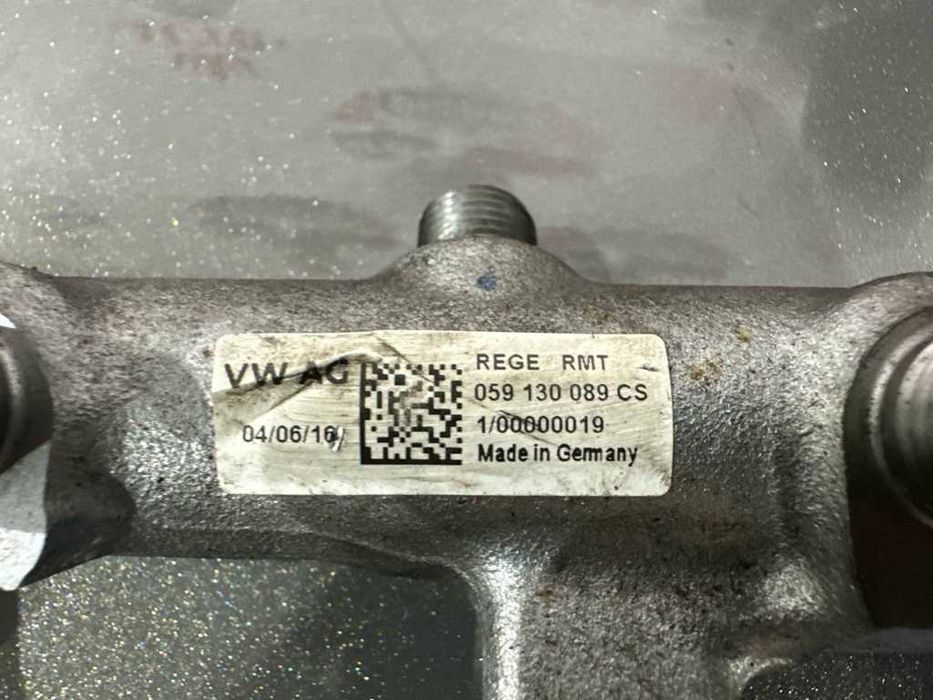 VW AG
04/06/16
REGE RMT
059 130 089 CS
1/00000019
Made in Germany